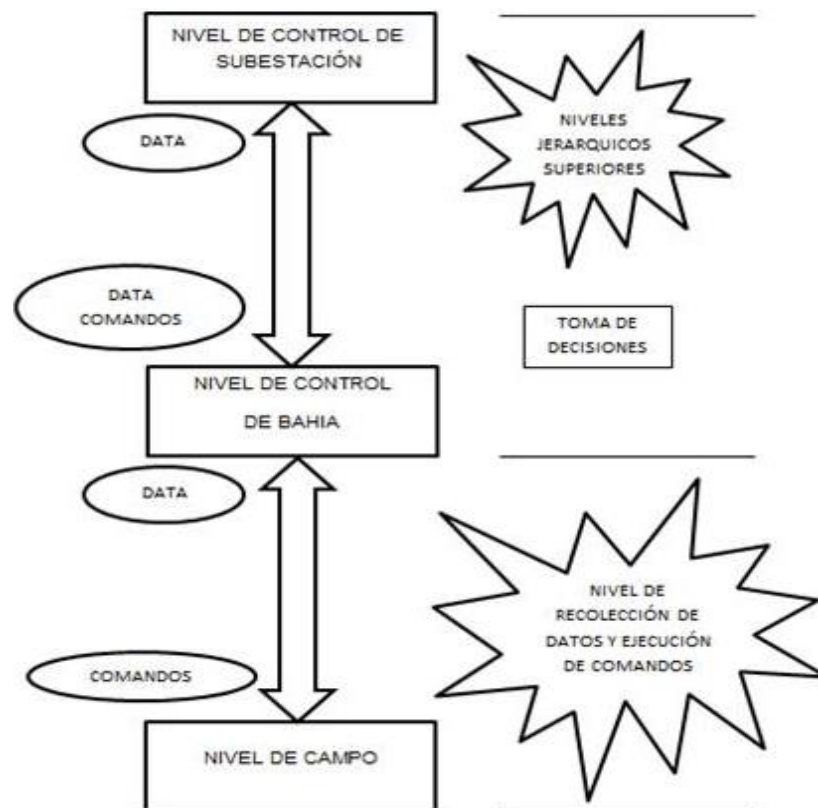 NIVEL DE CONTROL DE
SUBESTACIÓN
DATA
NIVELES
JERARQUICOS
SUPERIORES
DATA
COMANDOS
TOMA DE
DECISIONES
NIVEL DE CONTROL
DE BAHIA
DATA
NIVEL DE
RECOLECCIÓN DE
DATOS Y EJECUCIÓN
DE COMANDOS
COMANDOS
NIVEL DE CAMPO